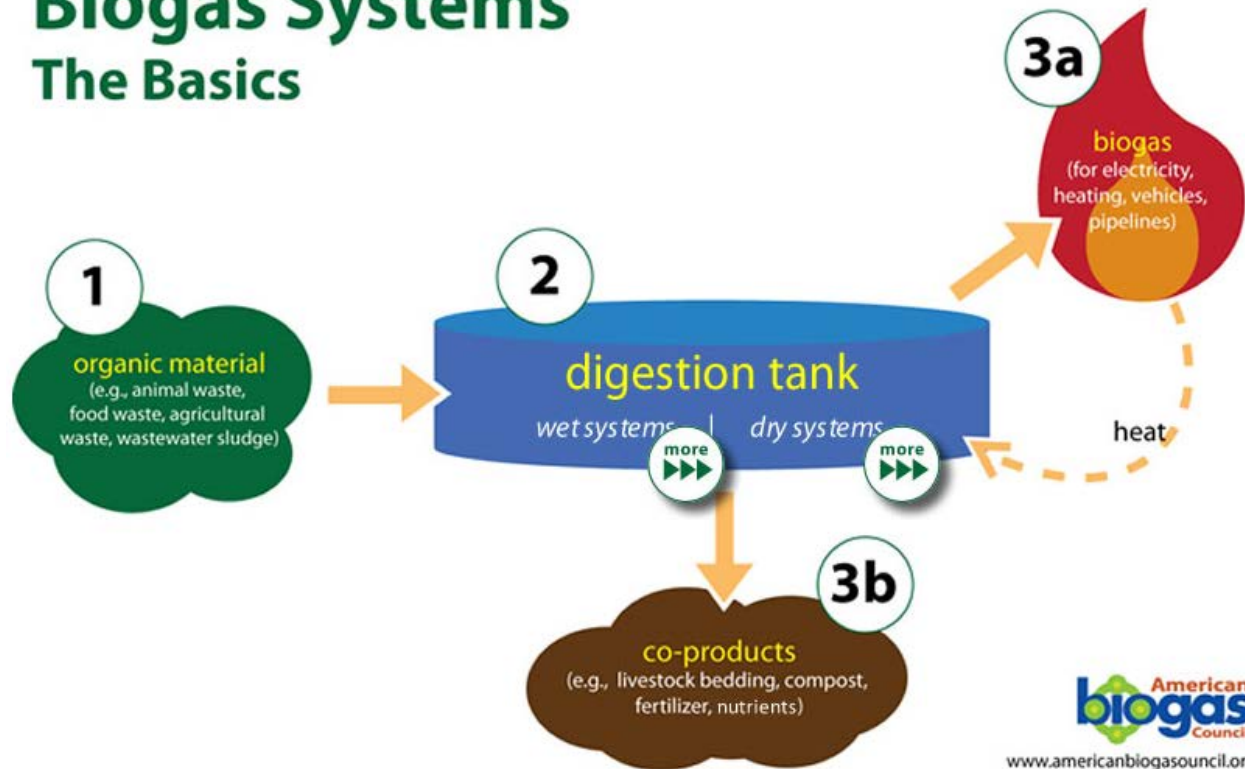 Biogas Systems
The Basics
3a
biogas
(for electricity,
heating, vehicles,
pipelines)
1
organic material
(e.g., animal waste,
food waste, agricultural
waste, wastewater sludge)
2
digestion tank
wet systems | dry systems
more
more
heat
3b
co-products
(e.g., livestock bedding, compost,
fertilizer, nutrients)
American
biogas
Counci
www.americanbiogasouncil.or